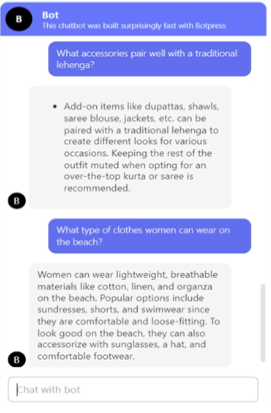 B
Bot
This chatbot was built surprisingly fast with Botpress
What accessories pair well with a traditional
lehenga?
• Add-on items like dupattas, shawls,
saree blouse, jackets, etc. can be
paired with a traditional lehenga to
create different looks for various
occasions. Keeping the rest of the
outfit muted when opting for an
over-the-top kurta or saree is
recommended.
B
What type of clothes women can wear on
the beach?
Women can wear lightweight, breathable
materials like cotton, linen, and organza
on the beach. Popular options include
sundresses, shorts, and swimwear since
they are comfortable and loose-fitting. To
look good on the beach, they can also
accessorize with sunglasses, a hat, and
comfortable footwear.
B
Chat with bot